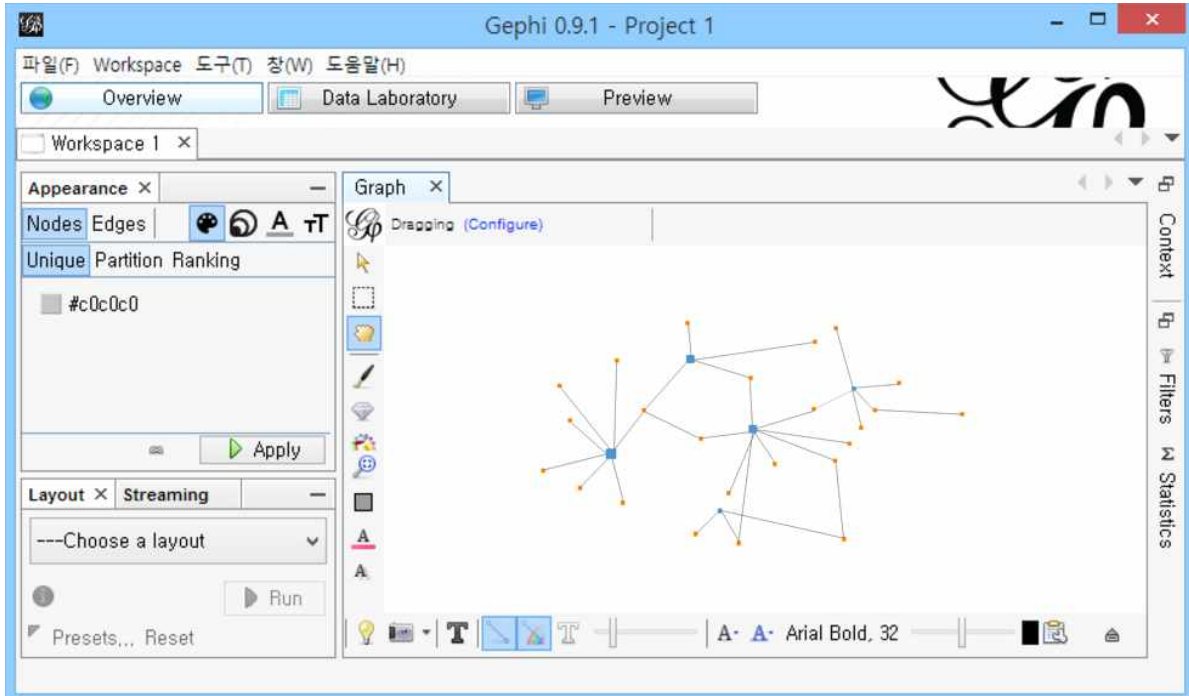 Gephi 0.9.1 - Project 1
파일(F) Workspace 도구(T) 창(W) 도움말(H)
Overview Data Laboratory Preview
Workspace 1
Appearance
Nodes Edges A тT
Unique Partition Ranking
#c0c0c0
Apply
Layout Streaming
---Choose a layout
Run
Presets... Reset
Graph
Dragging (Configure)
A
A
T T A- A- Arial Bold, 32
Context
Filters
Statistics